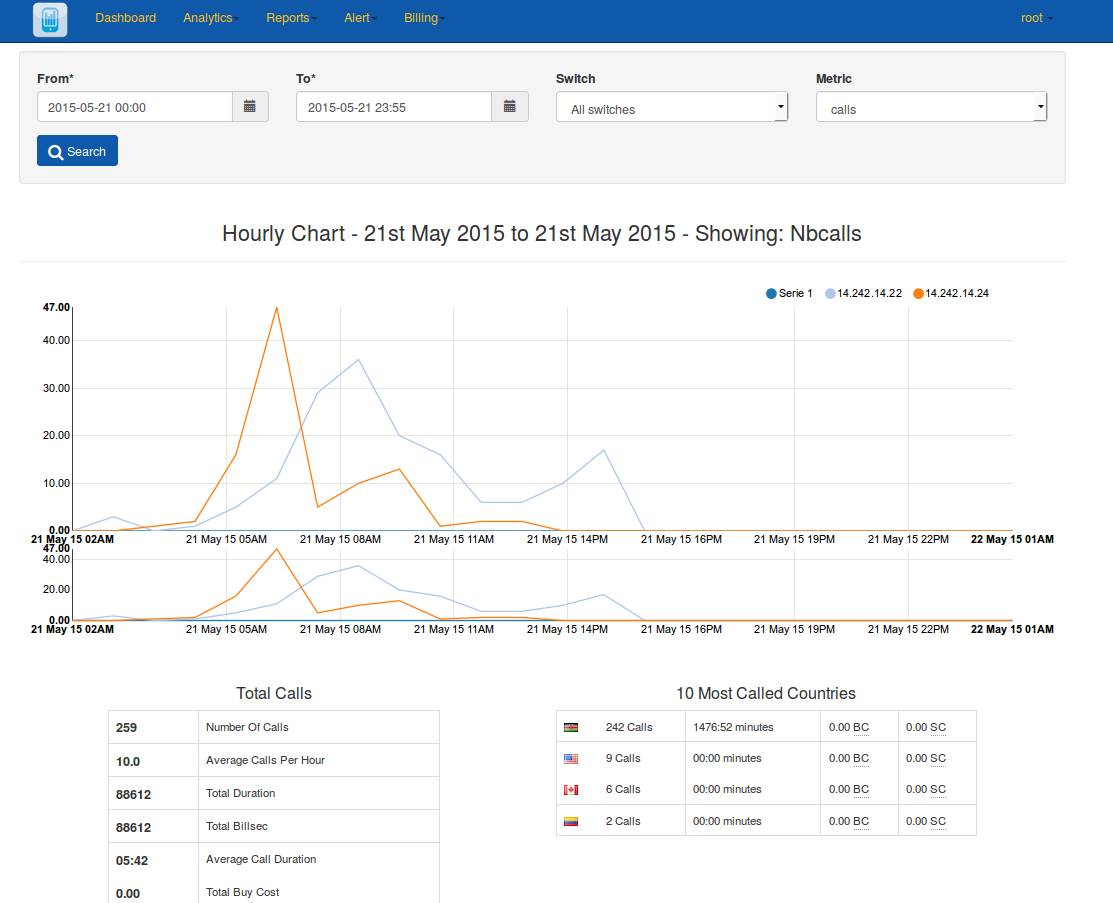 Dashboard Analytics Reports Alert Billing root
From* To* Switch Metric
2015-05-21 00:00 2015-05-21 23:55 All switches calls
Search
Hourly Chart - 21st May 2015 to 21st May 2015 - Showing: Nbcalls
Serie 1 14.242.14.22 14.242.14.24
47.00
40.00
30.00
20.00
10.00
0.00
21 May 15 02AM 21 May 15 05AM 21 May 15 08AM 21 May 15 11AM 21 May 15 14PM 21 May 15 16PM 21 May 15 19PM 21 May 15 22PM 22 May 15 01AM
47.00
40.00
20.00
0.00
21 May 15 02AM 21 May 15 05AM 21 May 15 08AM 21 May 15 11AM 21 May 15 14PM 21 May 15 16PM 21 May 15 19PM 21 May 15 22PM 22 May 15 01AM
Total Calls
259 Number Of Calls
10.0 Average Calls Per Hour
88612 Total Duration
88612 Total Billsec
05:42 Average Call Duration
0.00 Total Buy Cost
10 Most Called Countries
242 Calls 1476:52 minutes 0.00 BC 0.00 SC
9 Calls 00:00 minutes 0.00 BC 0.00 SC
6 Calls 00:00 minutes 0.00 BC 0.00 SC
2 Calls 00:00 minutes 0.00 BC 0.00 SC